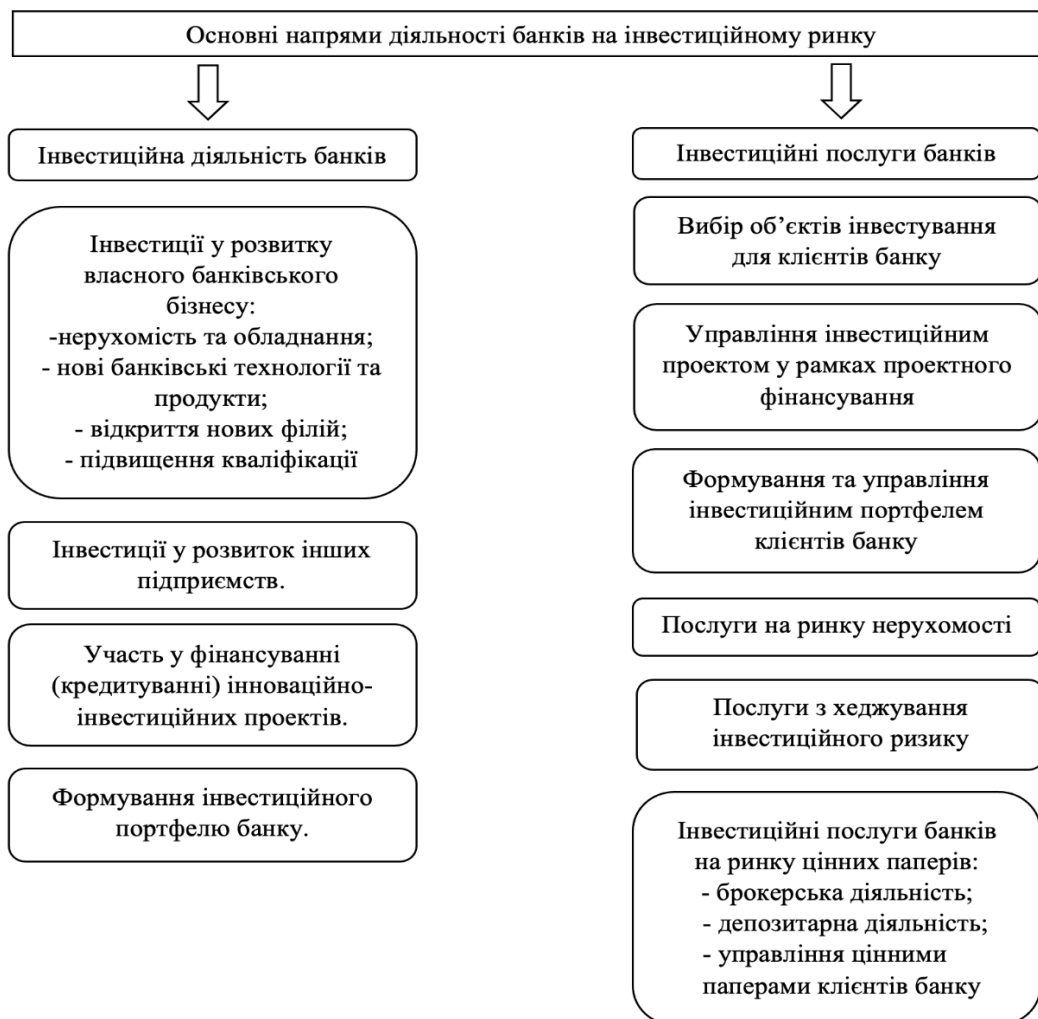 Основні напрями діяльності банків на інвестиційному ринку
Інвестиційна діяльність банків
Інвестиції у розвитку
власного банківського
бізнесу:
-нерухомість та обладнання;
- нові банківські технології та
продукти;
- відкриття нових філій;
- підвищення кваліфікації
Інвестиції у розвиток інших
підприємств.
Участь у фінансуванні
(кредитуванні) інноваційно-
інвестиційних проектів.
Формування інвестиційного
портфелю банку.
Інвестиційні послуги банків
Вибір об’єктів інвестування
для клієнтів банку
Управління інвестиційним
проектом у рамках проектного
фінансування
Формування та управління
інвестиційним портфелем
клієнтів банку
Послуги на ринку нерухомості
Послуги з хеджування
інвестиційного ризику
Інвестиційні послуги банків
на ринку цінних паперів:
- брокерська діяльність;
- депозитарна діяльність;
- управління цінними
паперами клієнтів банку